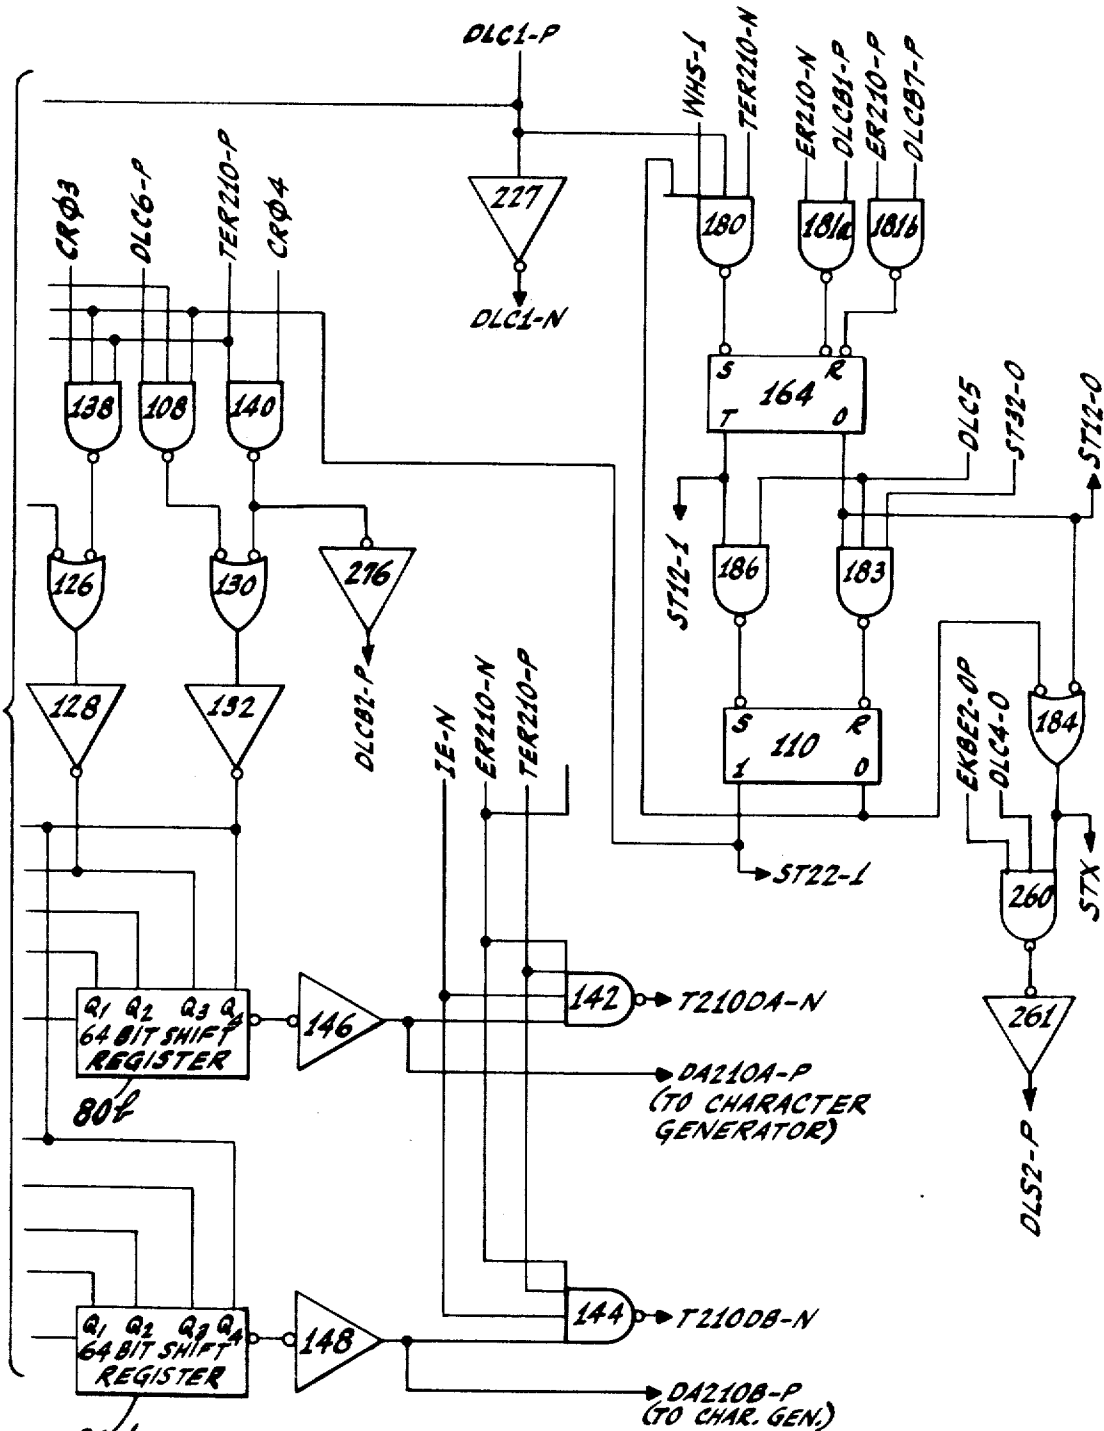 DLC1-P
WHS-1
TER210-N
ER210-N
DLCB1-P
ER210-P
DLCB7-P
CRØ3
DLC6-P
TER210-P
CRØ4
227
180
181a
181b
DLC1-N
S
R
164
T
0
138
108
140
DLC5
ST32-0
ST12-0
ST12-1
126
130
276
186
183
128
132
DLCB2-P
IE-N
ER210-N
TER210-P
S
R
110
1
0
184
EKBE2-0P
DLC4-0
ST22-1
260
STX
Q1 Q2 Q3 Q4
64 BIT SHIFT
REGISTER
80b
146
142
T210DA-N
261
DA210A-P
(TO CHARACTER
GENERATOR)
DLS2-P
Q1 Q2 Q3 Q4
64 BIT SHIFT
REGISTER
148
144
T210DB-N
DA210B-P
(TO CHAR. GEN.)